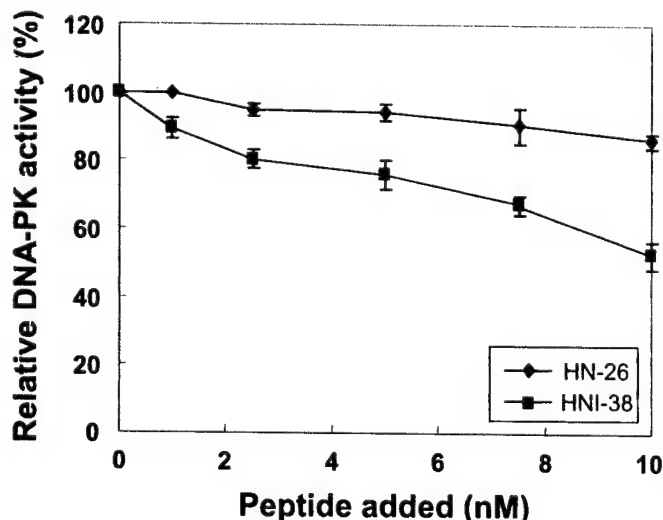 Relative DNA-PK activity (%)
120
100
80
60
40
20
0
HN-26
HNI-38
0 2 4 6 8 10
Peptide added (nM)